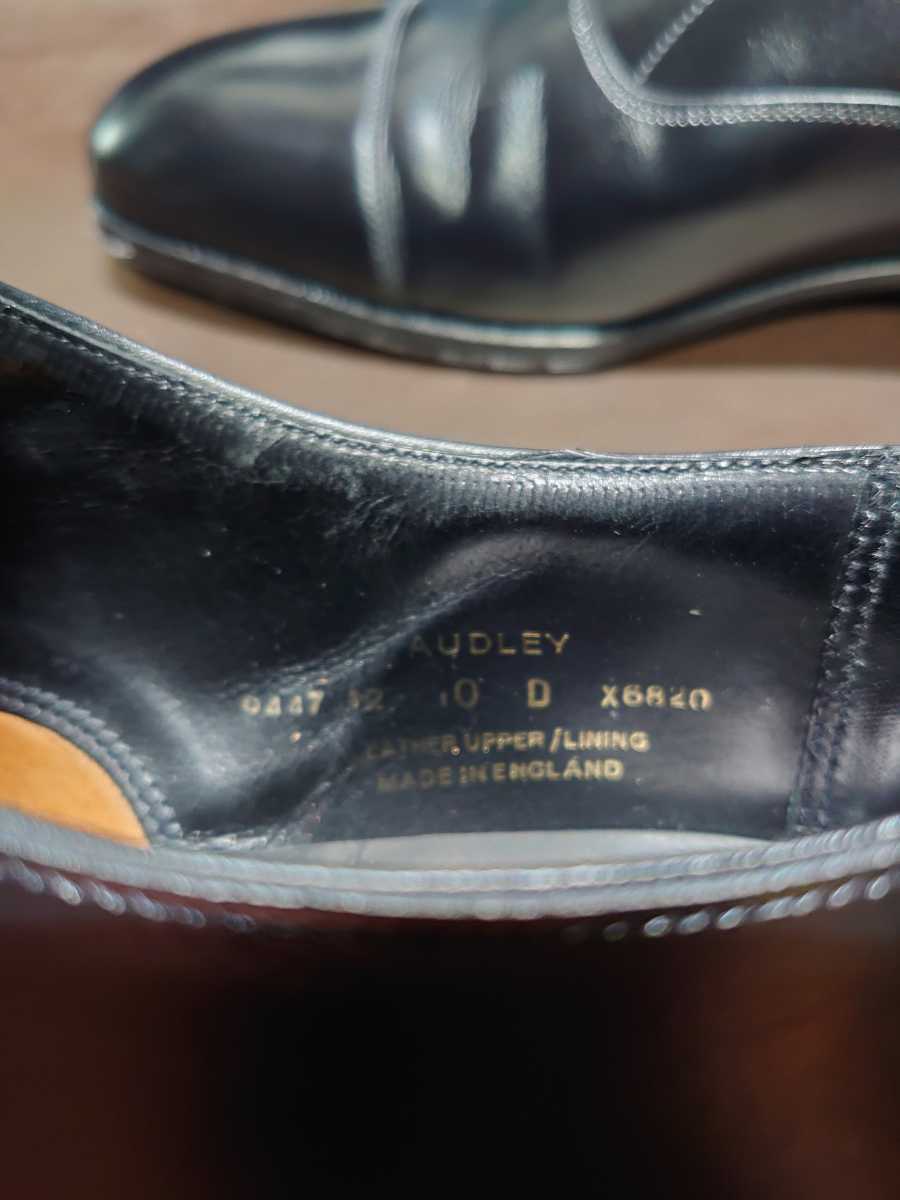 AUDLEY
9447 12 10 D X6820
LEATHER UPPER/LINING
MADE IN ENGLAND